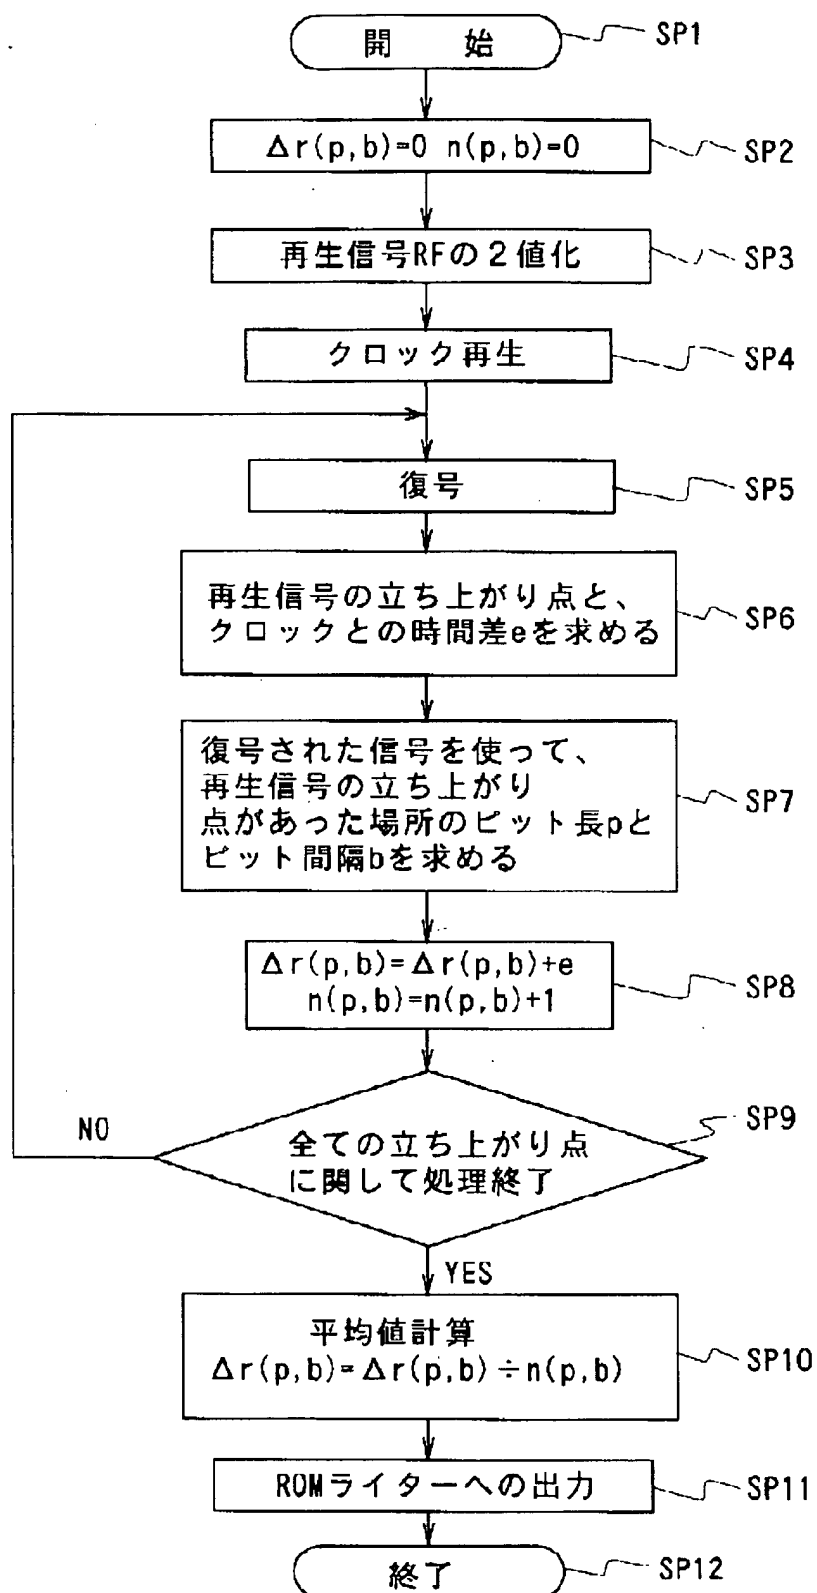 開 始
SP1
Δr(p,b)=0 n(p,b)=0
SP2
再生信号RFの2値化
SP3
クロック再生
SP4
復号
SP5
再生信号の立ち上がり点と、
クロックとの時間差eを求める
SP6
復号された信号を使って、
再生信号の立ち上がり
点があった場所のピット長pと
ピット間隔bを求める
SP7
Δr(p,b)=Δr(p,b)+e
n(p,b)=n(p,b)+1
SP8
NO
全ての立ち上がり点
に関して処理終了
SP9
YES
平均値計算
Δr(p,b)=Δr(p,b)÷n(p,b)
SP10
ROMライターへの出力
SP11
終了
SP12